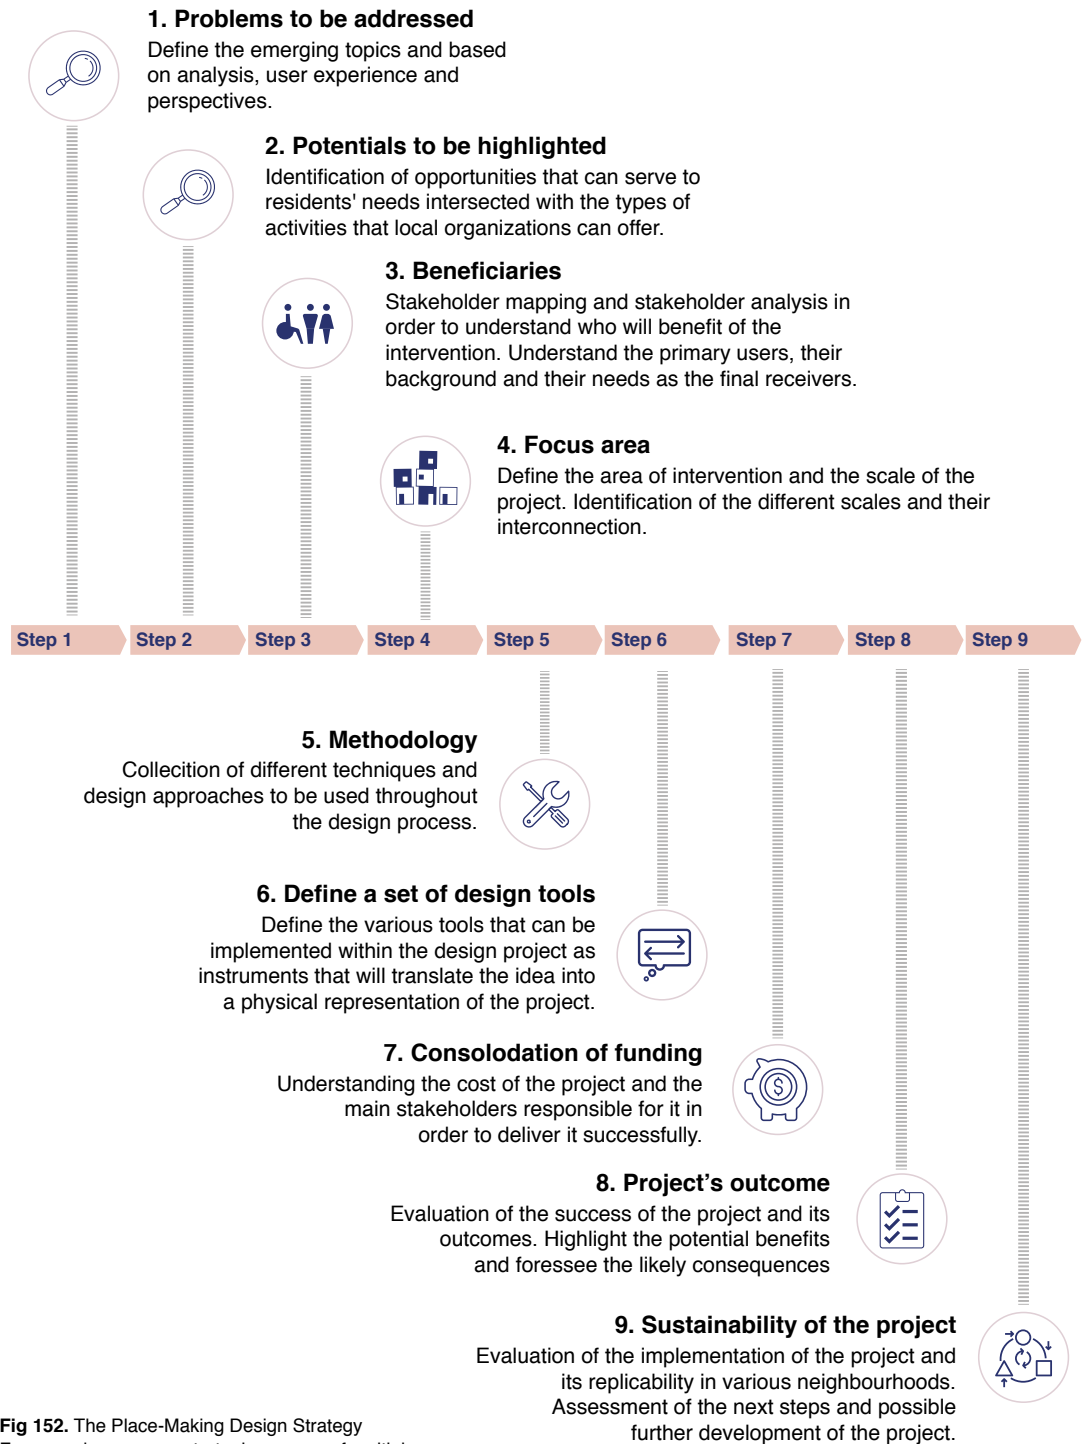 1. Problems to be addressed
Define the emerging topics and based
on analysis, user experience and
perspectives.
2. Potentials to be highlighted
Identification of opportunities that can serve to
residents' needs intersected with the types of
activities that local organizations can offer.
3. Beneficiaries
Stakeholder mapping and stakeholder analysis in
order to understand who will benefit of the
intervention. Understand the primary users, their
background and their needs as the final receivers.
4. Focus area
Define the area of intervention and the scale of the
project. Identification of the different scales and their
interconnection.
Step 1 Step 2 Step 3 Step 4 Step 5 Step 6 Step 7 Step 8 Step 9
5. Methodology
Collecition of different techniques and
design approaches to be used throughout
the design process.
6. Define a set of design tools
Define the various tools that can be
implemented within the design project as
instruments that will translate the idea into
a physical representation of the project.
7. Consolodation of funding
Understanding the cost of the project and the
main stakeholders responsible for it in
order to deliver it successfully.
$
8. Project’s outcome
Evaluation of the success of the project and its
outcomes. Highlight the potential benefits
and foressee the likely consequences
9. Sustainability of the project
Evaluation of the implementation of the project and
its replicability in various neighbourhoods.
Assessment of the next steps and possible
further development of the project.
Fig 152. The Place-Making Design Strategy